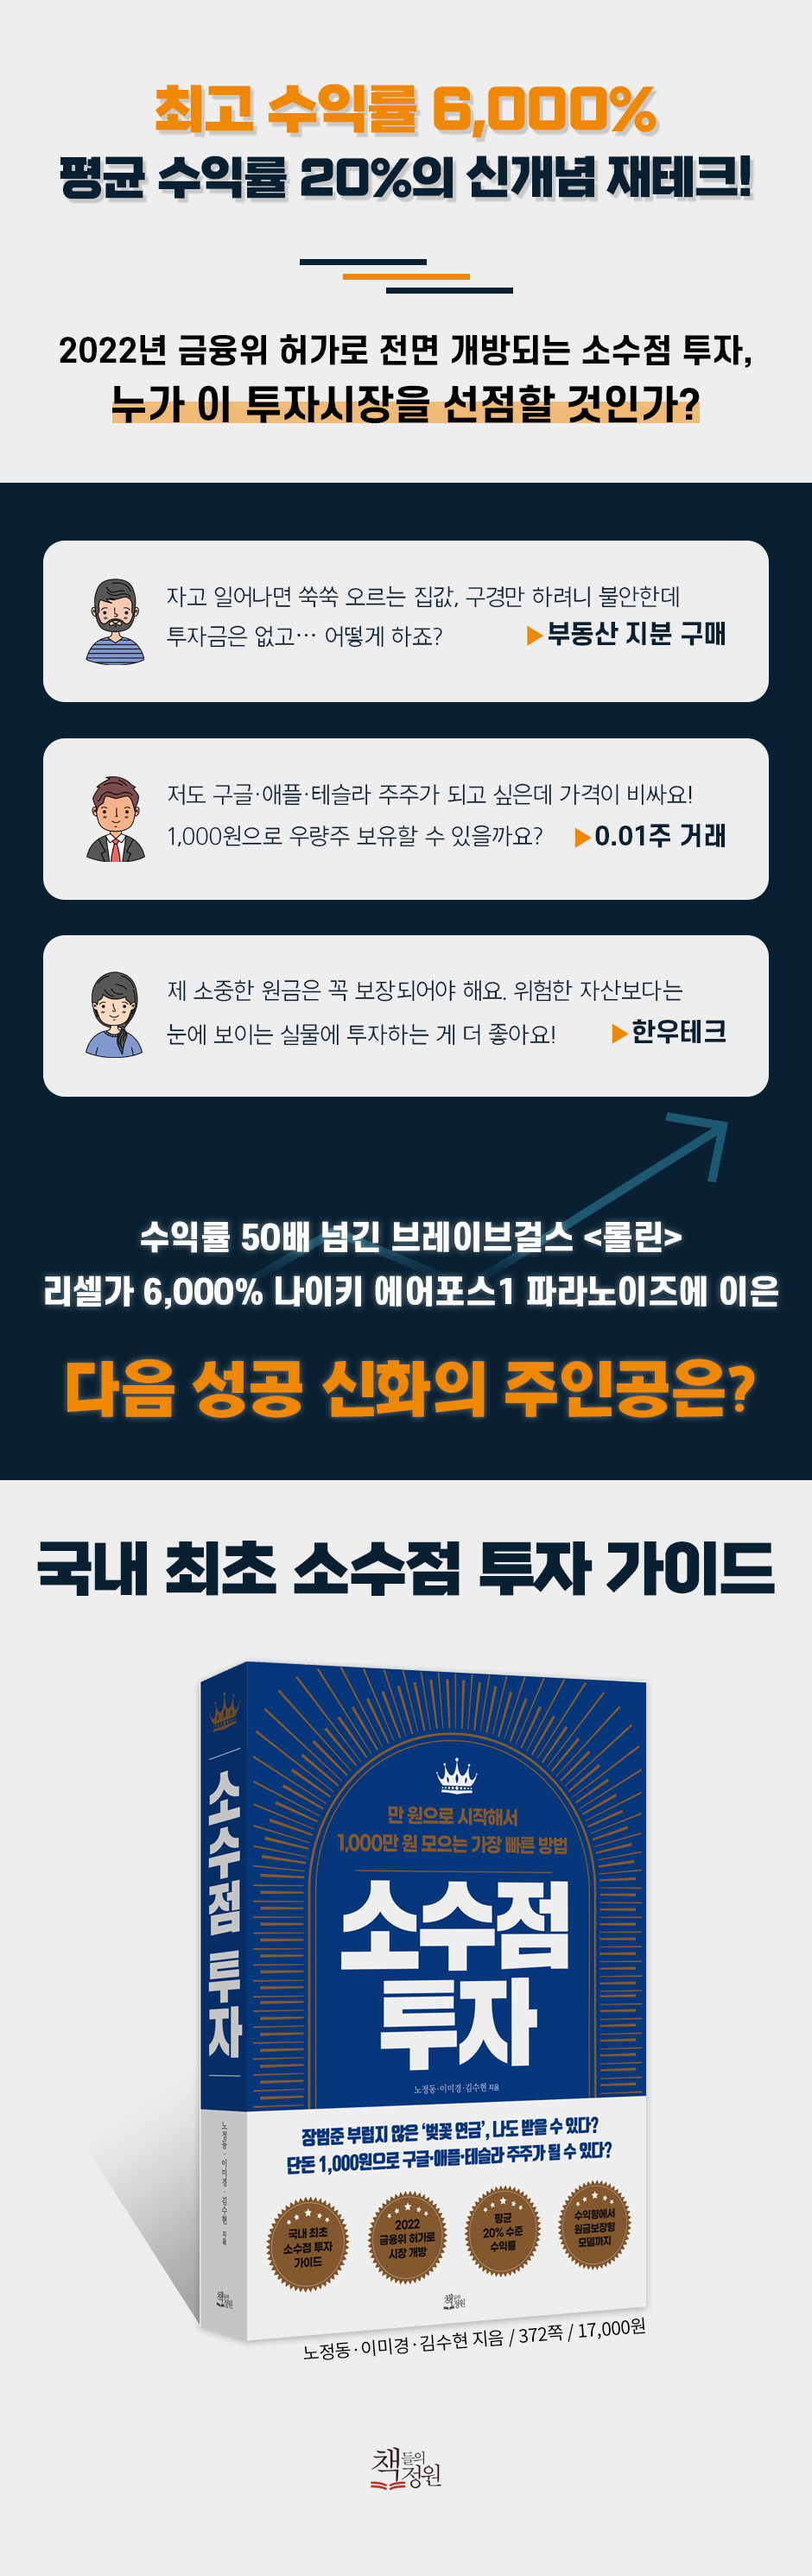 최고 수익률 6,000%
평균 수익률 20%의 신개념 재테크!
2022년 금융위 허가로 전면 개방되는 소수점 투자,
누가 이 투자시장을 선점할 것인가?
자고 일어나면 쑥쑥 오르는 집값, 구경만 하려니 불안한데
투자금은 없고… 어떻게 하죠? ▶부동산 지분 구매
저도 구글·애플·테슬라 주주가 되고 싶은데 가격이 비싸요!
1,000원으로 우량주 보유할 수 있을까요? ▶0.01주 거래
제 소중한 원금은 꼭 보장되어야 해요. 위험한 자산보다는
눈에 보이는 실물에 투자하는 게 더 좋아요! ▶한우테크
수익률 50배 넘긴 브레이브걸스 <롤린>
리셀가 6,000% 나이키 에어포스1 파라노이즈에 이은
다음 성공 신화의 주인공은?
국내 최초 소수점 투자 가이드
소수점 투자
노정동·이미경·김수현 지음
책들의정원
만 원으로 시작해서
1,000만 원 모으는 가장 빠른 방법
소수점
투자
노정동·이미경·김수현 지음
장범준 부럽지 않은 ‘벚꽃 연금’, 나도 받을 수 있다?
단돈 1,000원으로 구글·애플·테슬라 주주가 될 수 있다?
국내 최초
소수점 투자
가이드
2022
금융위 허가로
시장 개방
평균
20% 수준
수익률
수익형에서
원금보장형
모델까지
책들의정원
노정동·이미경·김수현 지음 / 372쪽 / 17,000원
책들의정원